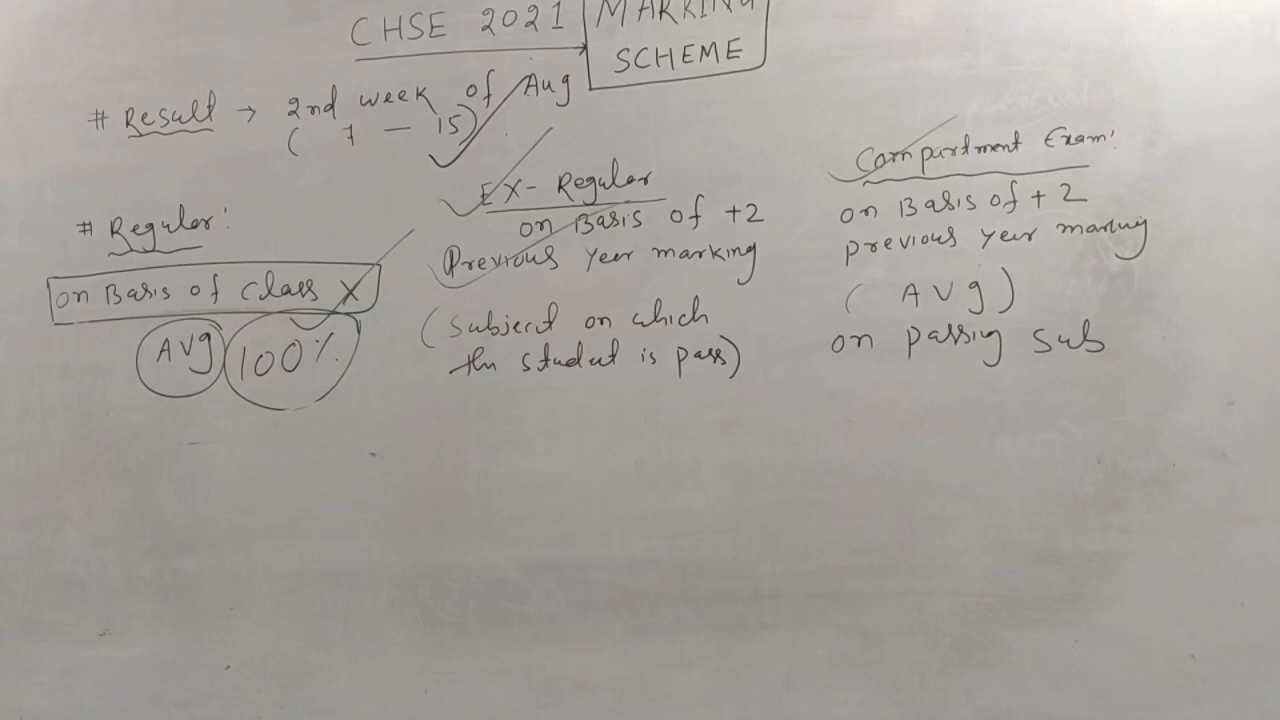 CHSE 2021 MARKING
SCHEME
# Result → 2nd week of Aug
( 7 - 15)
# Regular:
on Basis of class X
AVg 100%
EX- Regular
on Basis of +2
Previous year marking
(Subject on which
the student is pass)
Compartment Exam:
on Basis of +2
previous year marking
( AVg )
on passing sub